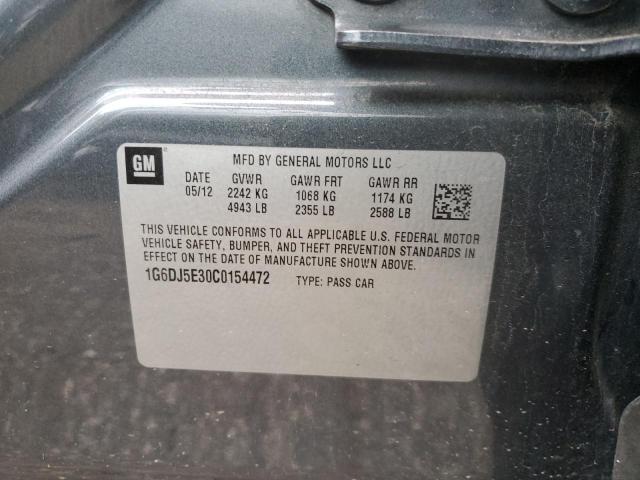 GM ®
MFD BY GENERAL MOTORS LLC
DATE GVWR GAWR FRT GAWR RR
05/12 2242 KG 1068 KG 1174 KG
4943 LB 2355 LB 2588 LB
THIS VEHICLE CONFORMS TO ALL APPLICABLE U.S. FEDERAL MOTOR
VEHICLE SAFETY, BUMPER, AND THEFT PREVENTION STANDARDS IN
EFFECT ON THE DATE OF MANUFACTURE SHOWN ABOVE.
1G6DJ5E30C0154472 TYPE: PASS CAR